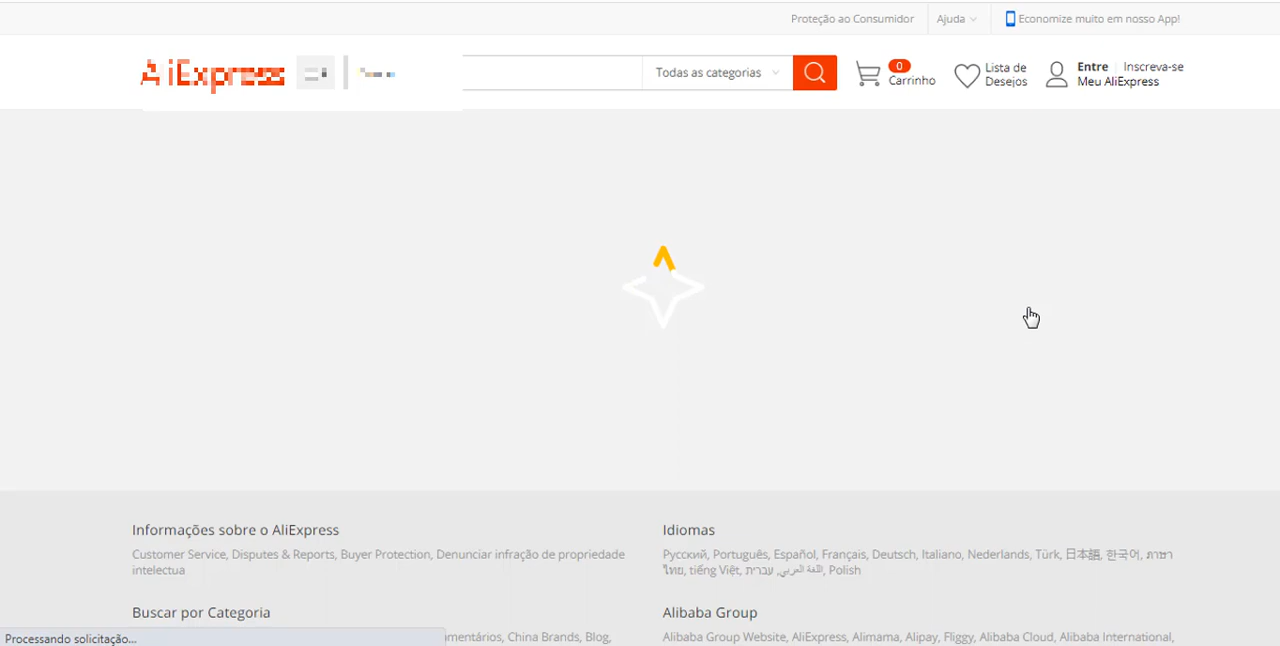 Proteção ao Consumidor
Ajuda
Economize muito em nosso App!
AliExpress
Todas as categorias
0
Carrinho
Lista de
Desejos
Entre
Inscreva-se
Meu AliExpress
Informações sobre o AliExpress
Customer Service, Disputes & Reports, Buyer Protection, Denunciar infração de propriedade
intelectua
Idiomas
Русский, Português, Español, Français, Deutsch, Italiano, Nederlands, Türk, 日本語, 한국어, ภาษา
ไทย, tiếng Việt, עברית, اللغة العربي, Polish
Buscar por Categoria
Alibaba Group
Processando solicitação...
China Brands, Blog,
Alibaba Group Website, AliExpress, Alimama, Alipay, Fliggy, Alibaba Cloud, Alibaba International,